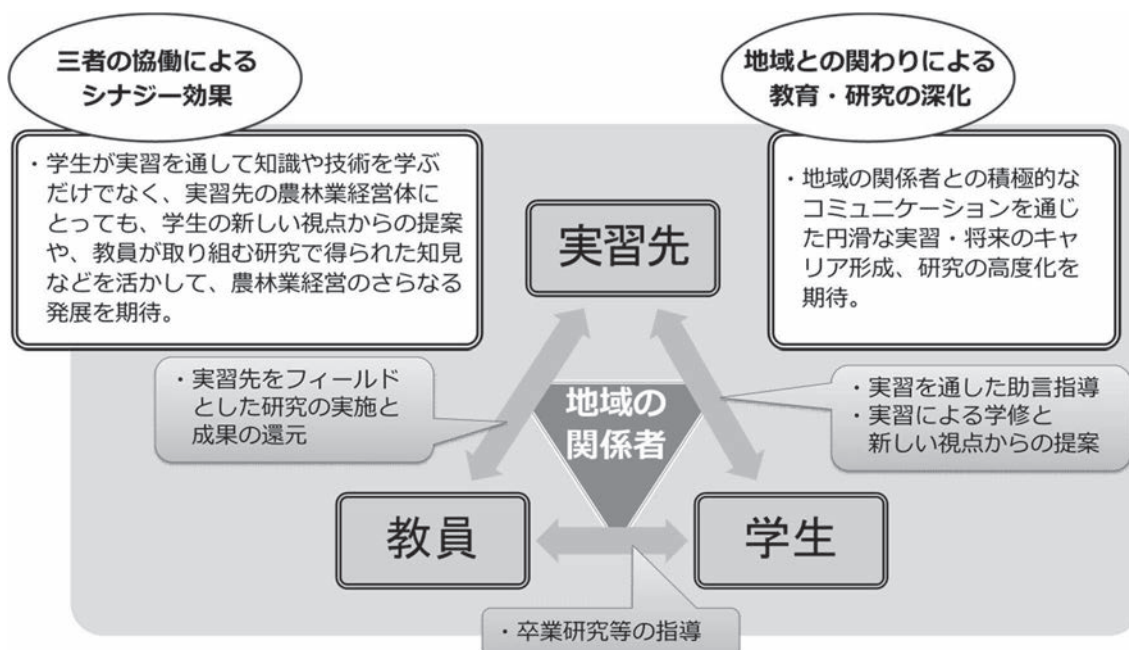 三者の協働による
シナジー効果
地域との関わりによる
教育・研究の深化
・学生が実習を通して知識や技術を学ぶ
だけでなく、実習先の農林業経営体に
とっても、学生の新しい視点からの提案
や、教員が取り組む研究で得られた知見
などを活かして、農林業経営のさらなる
発展を期待。
・地域の関係者との積極的な
コミュニケーションを通じ
た円滑な実習・将来のキャ
リア形成、研究の高度化を
期待。
実習先
・実習先をフィールド
とした研究の実施と
成果の還元
地域の
関係者
・実習を通した助言指導
・実習による学修と
新しい視点からの提案
教員
学生
・卒業研究等の指導